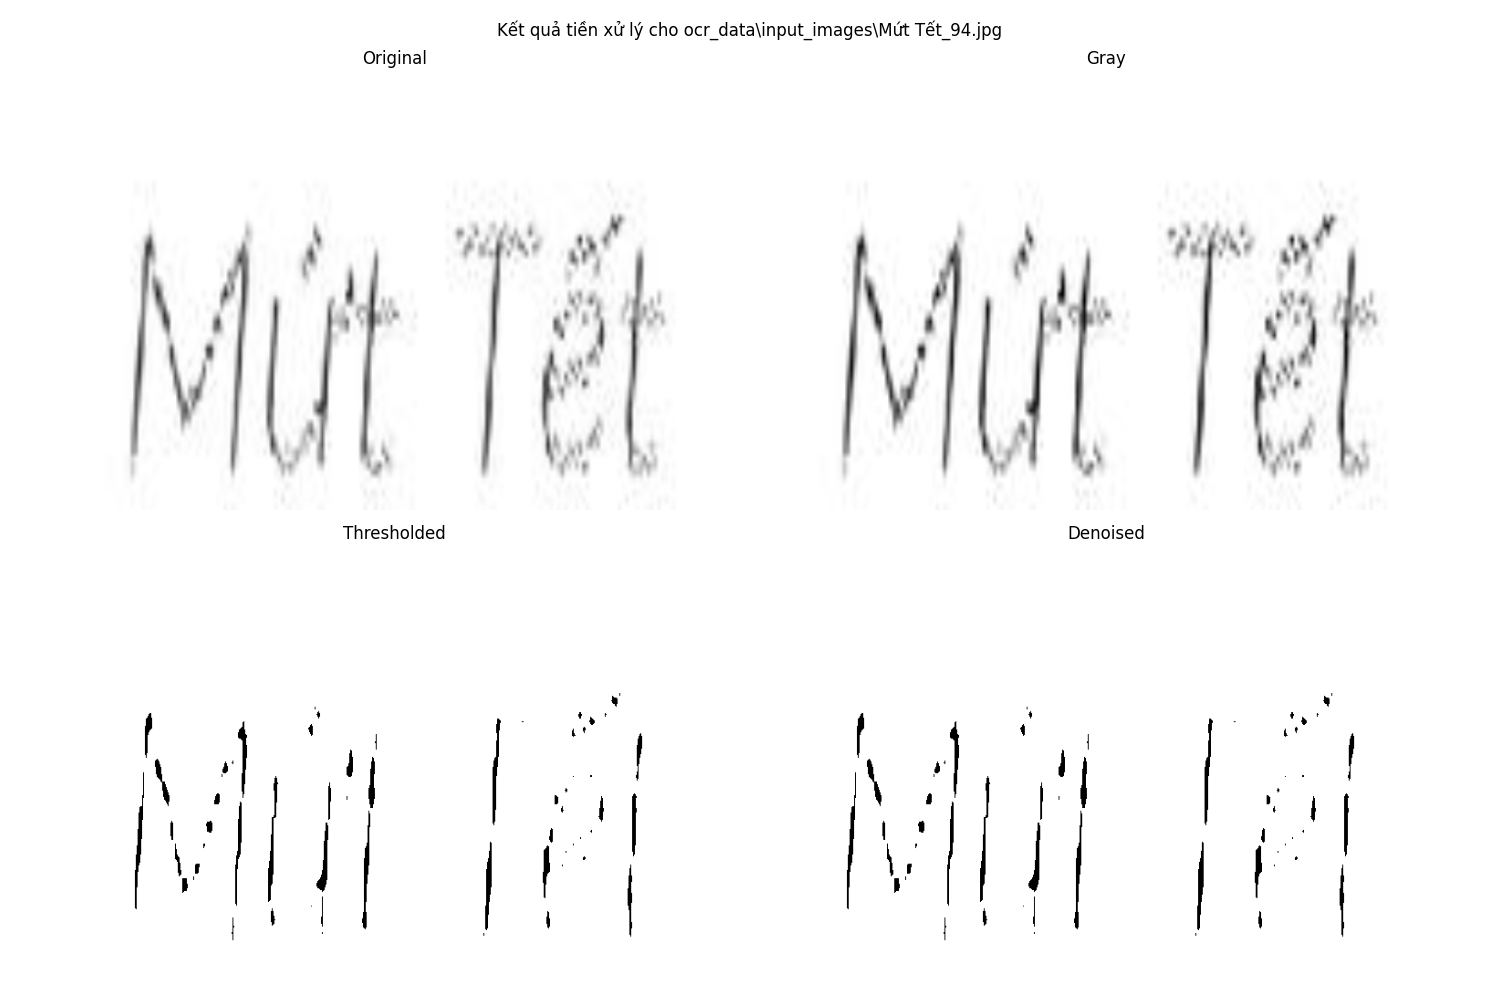 Kết quả tiền xử lý cho ocr_data\input_images\Mứt Tết_94.jpg
Original
Gray
Mứt Tết
Mứt Tết
Thresholded
Denoised